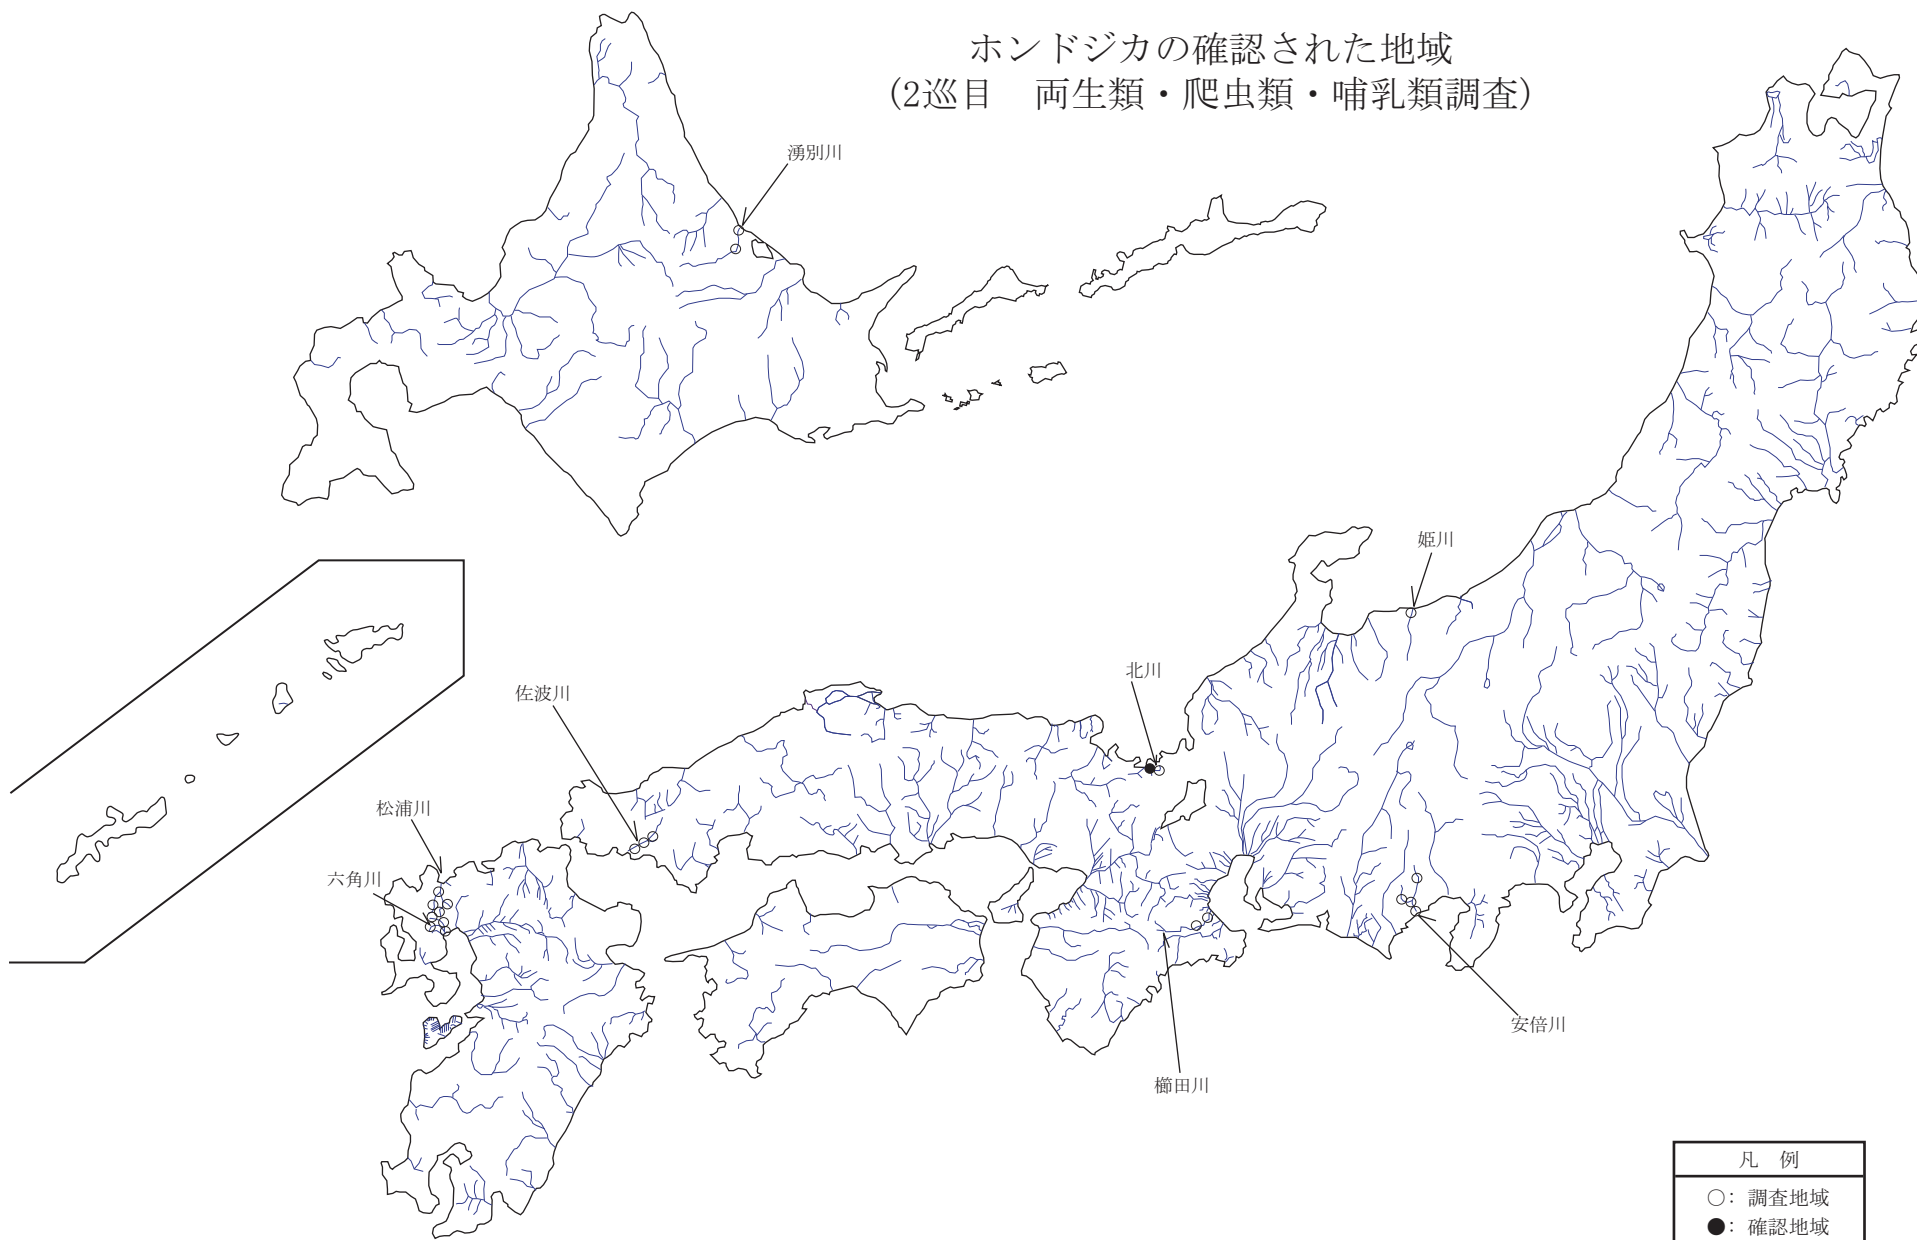 ホンドジカの確認された地域
(2巡目　両生類・爬虫類・哺乳類調査)
湧別川
姫川
北川
佐波川
松浦川
六角川
安倍川
櫛田川
凡　例
○：調査地域
●：確認地域